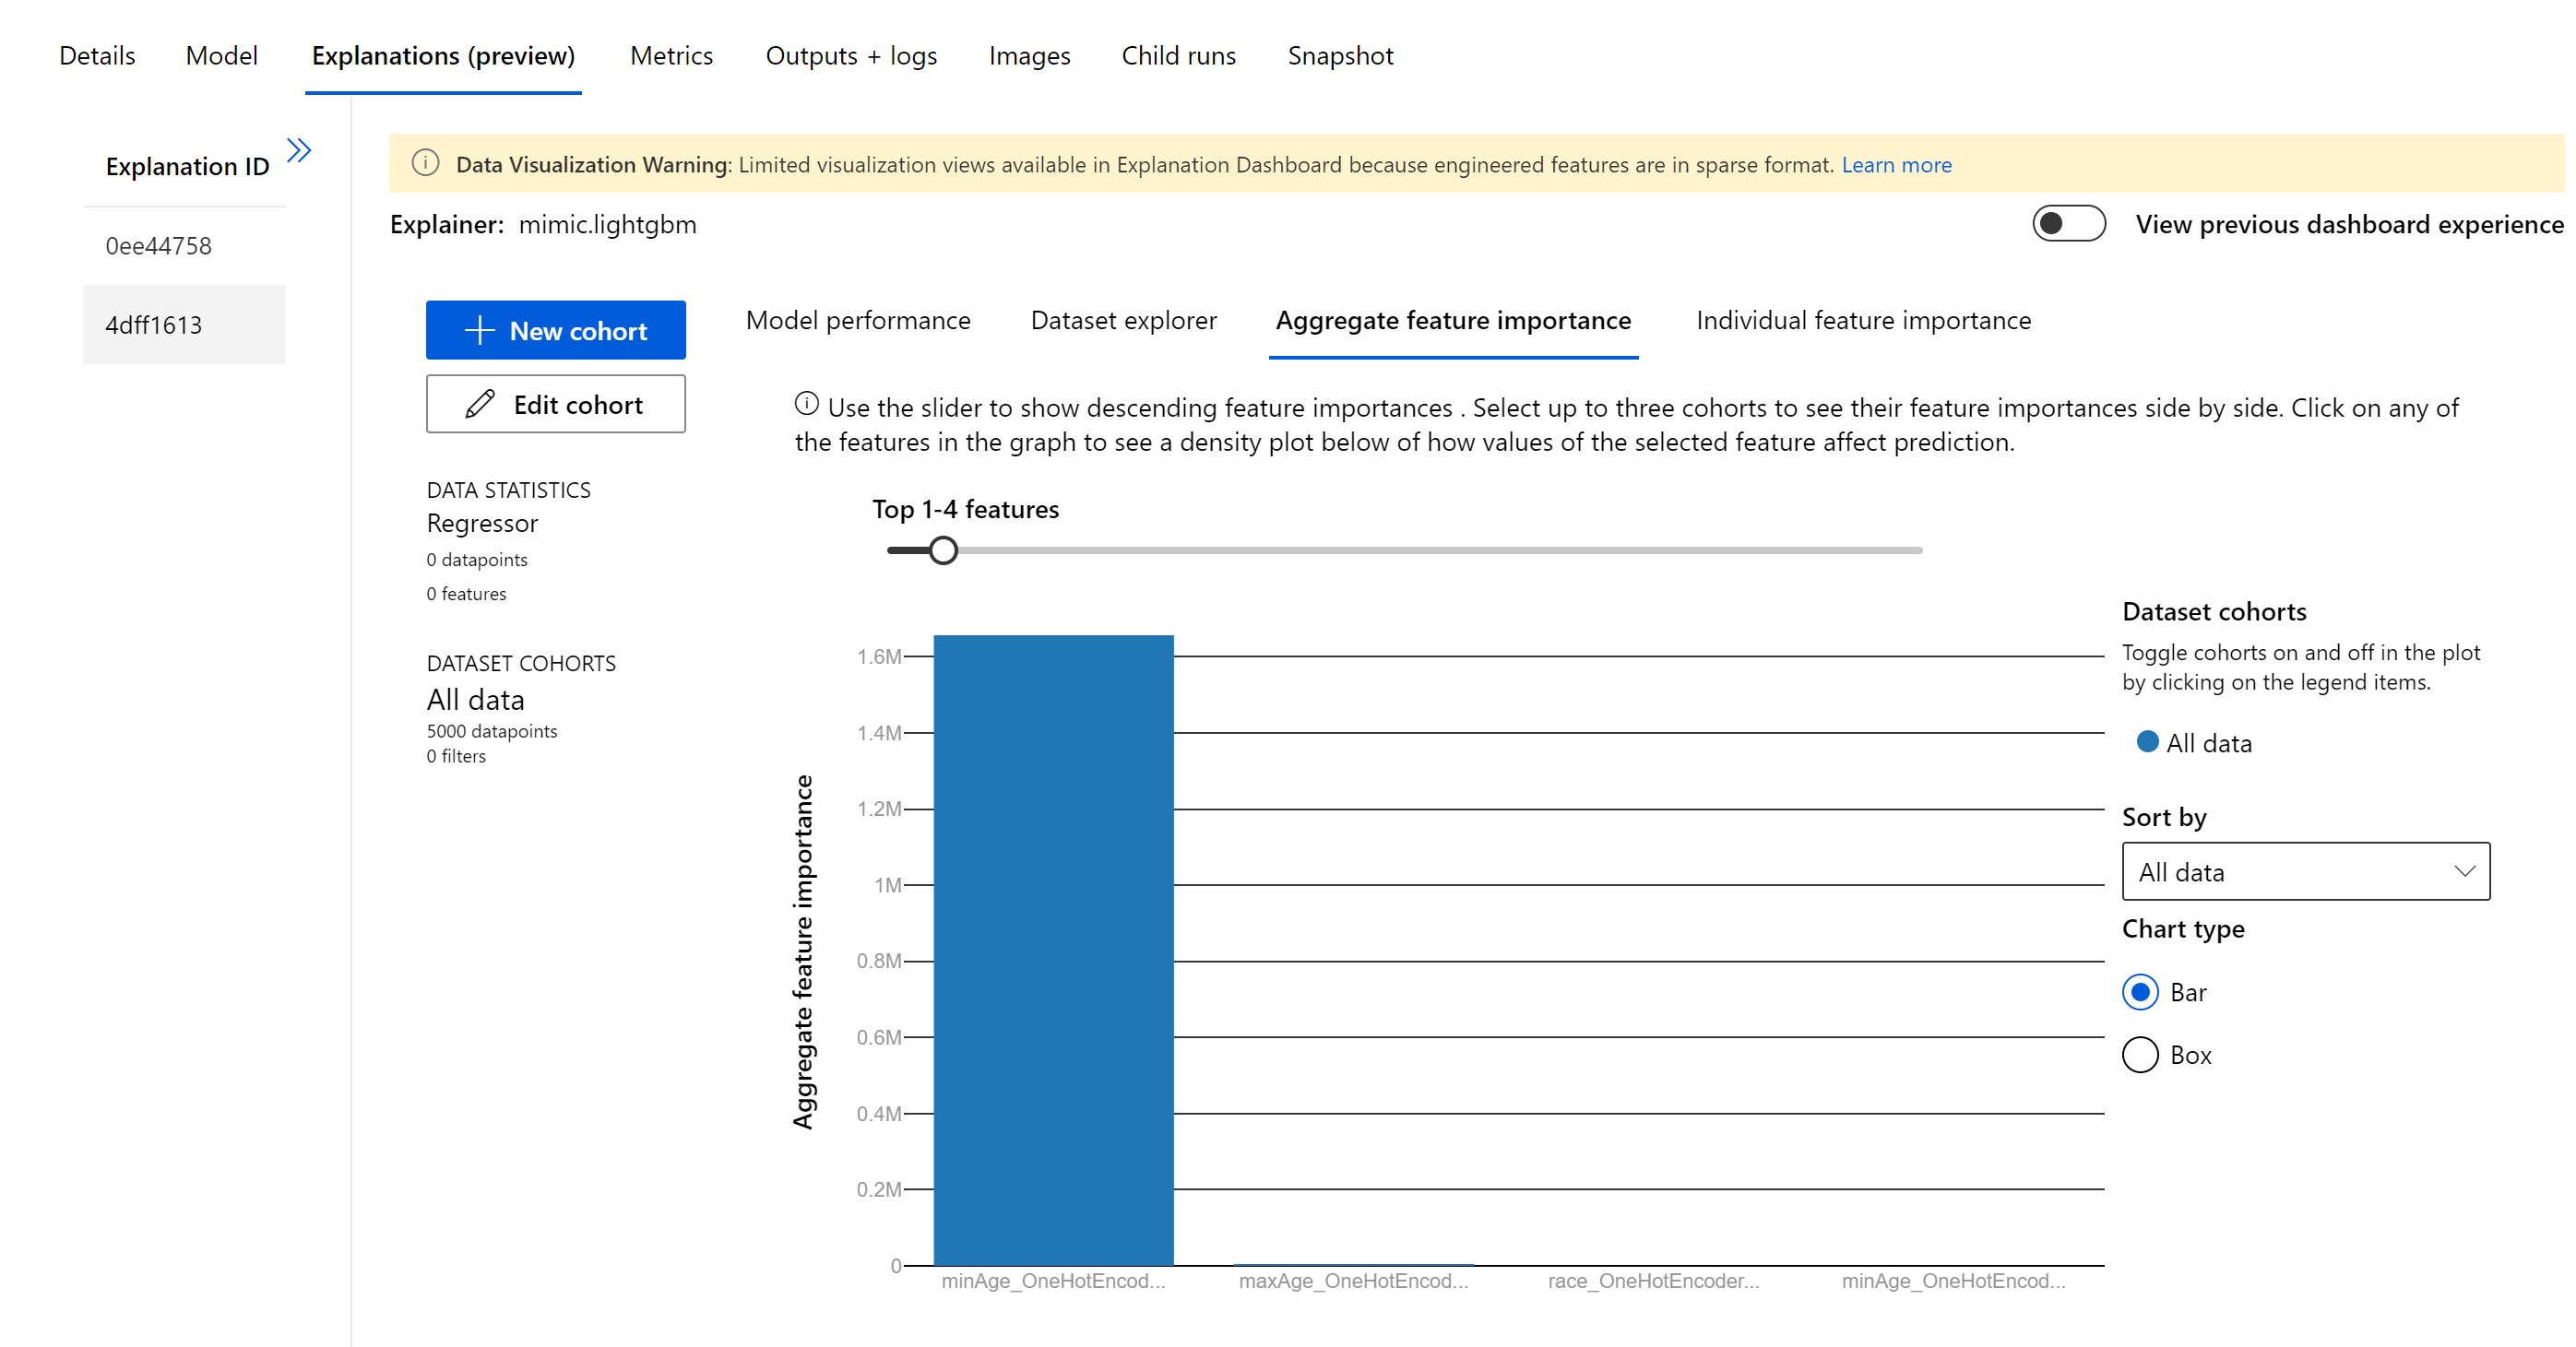 Details Model Explanations (preview) Metrics Outputs + logs Images Child runs Snapshot
Explanation ID
0ee44758
4dff1613
Data Visualization Warning: Limited visualization views available in Explanation Dashboard because engineered features are in sparse format. Learn more
Explainer: mimic.lightgbm
View previous dashboard experience
New cohort
Edit cohort
DATA STATISTICS
Regressor
0 datapoints
0 features
DATASET COHORTS
All data
5000 datapoints
0 filters
Model performance Dataset explorer Aggregate feature importance Individual feature importance
Use the slider to show descending feature importances . Select up to three cohorts to see their feature importances side by side. Click on any of
the features in the graph to see a density plot below of how values of the selected feature affect prediction.
Top 1-4 features
Aggregate feature importance
1.6M
1.4M
1.2M
1M
0.8M
0.6M
0.4M
0.2M
0
minAge_OneHotEncod... maxAge_OneHotEncod... race_OneHotEncoder... minAge_OneHotEncod...
Dataset cohorts
Toggle cohorts on and off in the plot
by clicking on the legend items.
All data
Sort by
All data
Chart type
Bar
Box